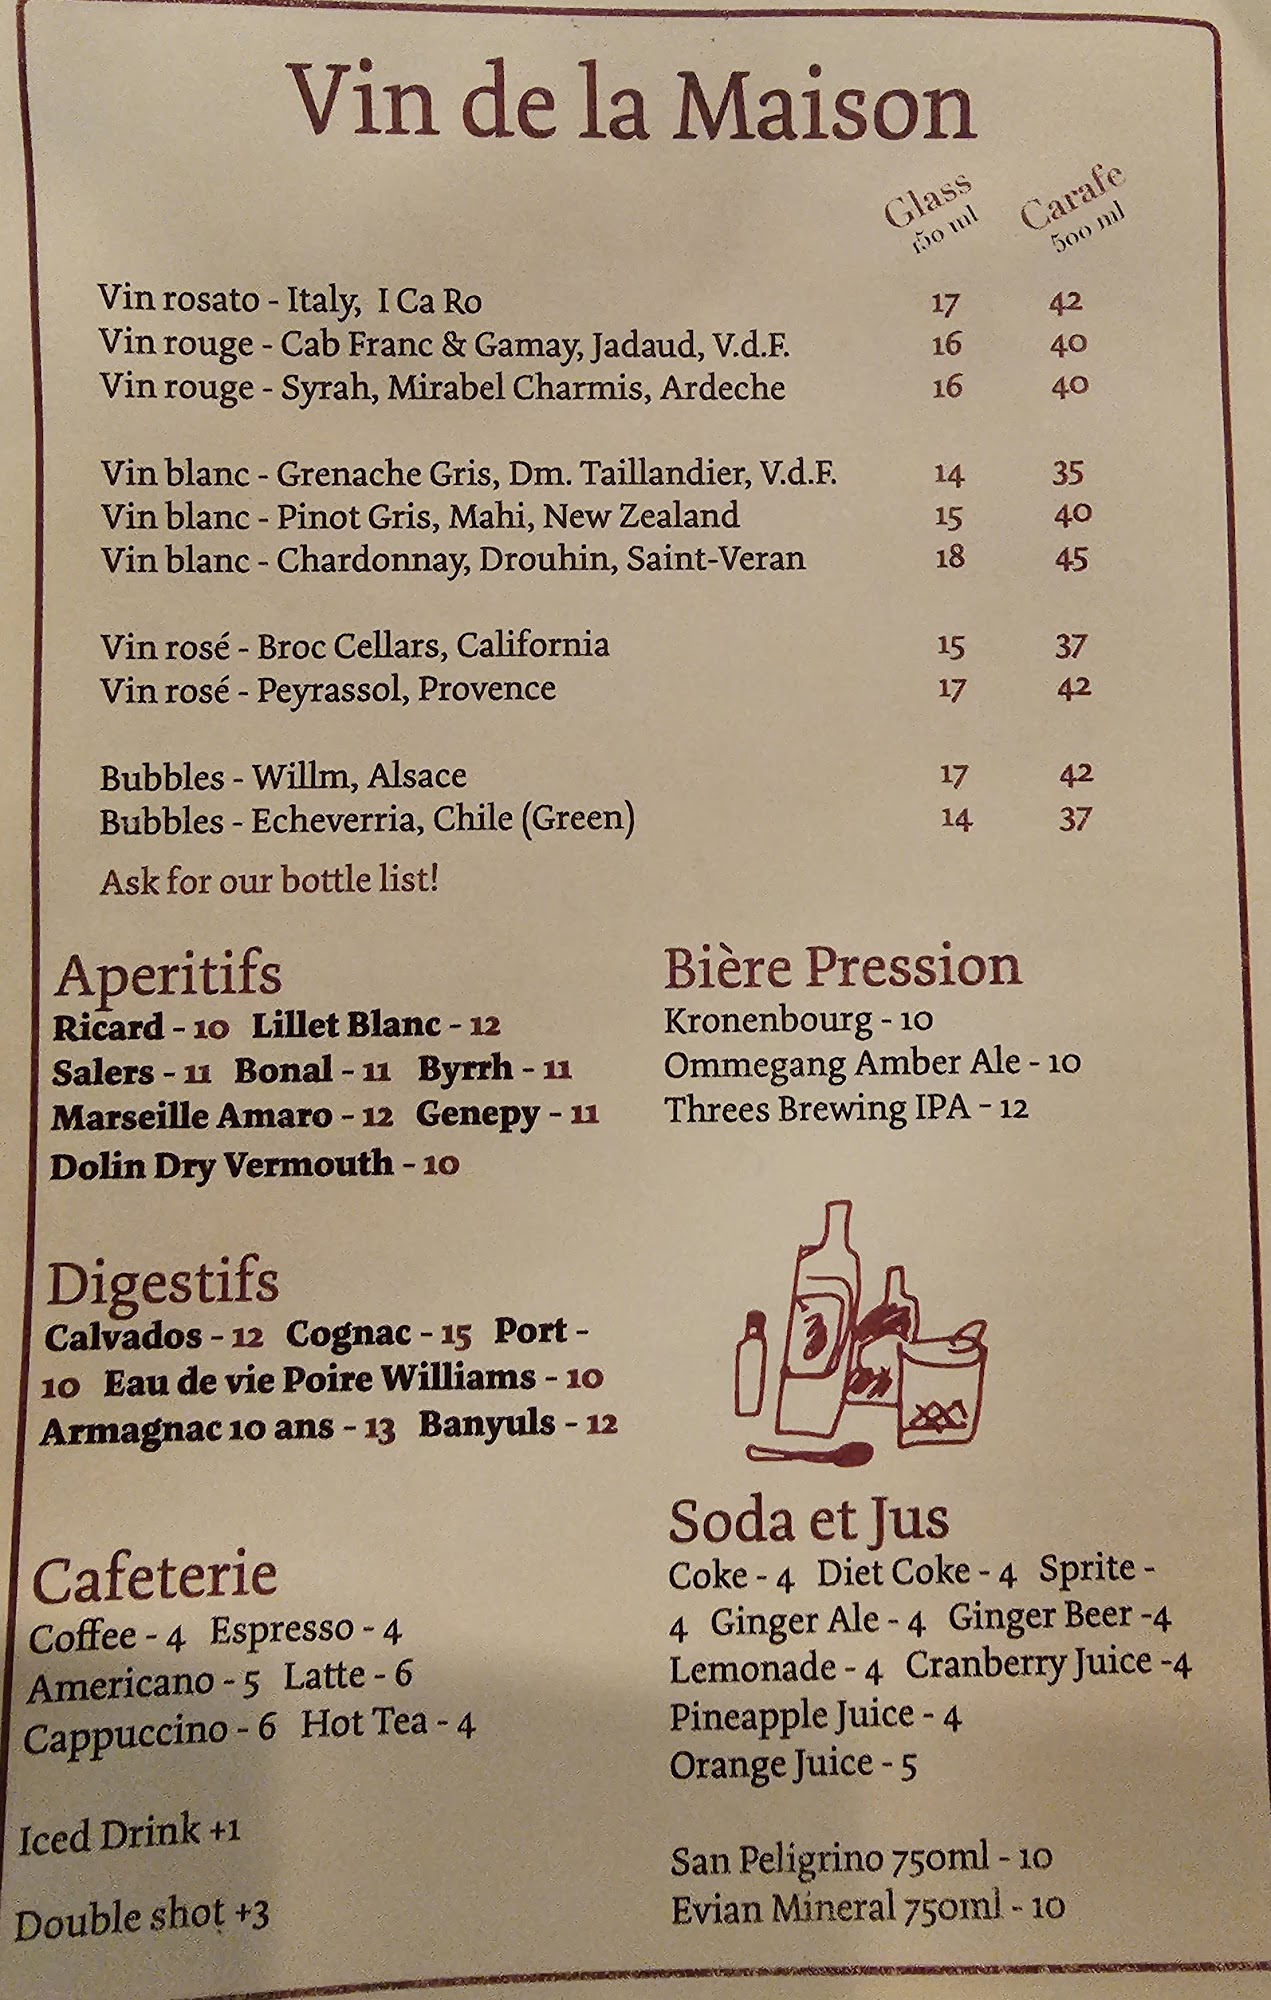 Vin de la Maison
Glass Carafe
150 ml 500 ml
Vin rosato - Italy, I Ca Ro 17 42
Vin rouge - Cab Franc & Gamay, Jadaud, V.d.F. 16 40
Vin rouge - Syrah, Mirabel Charmis, Ardeche 16 40
Vin blanc - Grenache Gris, Dm. Taillandier, V.d.F. 14 35
Vin blanc - Pinot Gris, Mahi, New Zealand 15 40
Vin blanc - Chardonnay, Drouhin, Saint-Veran 18 45
Vin rosé - Broc Cellars, California 15 37
Vin rosé - Peyrassol, Provence 17 42
Bubbles - Willm, Alsace 17 42
Bubbles - Echeverria, Chile (Green) 14 37
Ask for our bottle list!
Aperitifs
Ricard - 10 Lillet Blanc - 12
Salers - 11 Bonal - 11 Byrrh - 11
Marseille Amaro - 12 Genepy - 11
Dolin Dry Vermouth - 10
Bière Pression
Kronenbourg - 10
Ommegang Amber Ale - 10
Threes Brewing IPA - 12
Digestifs
Calvados - 12 Cognac - 15 Port -
10 Eau de vie Poire Williams - 10
Armagnac 10 ans - 13 Banyuls - 12
Cafeterie
Coffee - 4 Espresso - 4
Americano - 5 Latte - 6
Cappuccino - 6 Hot Tea - 4
Iced Drink +1
Double shot +3
Soda et Jus
Coke - 4 Diet Coke - 4 Sprite -
4 Ginger Ale - 4 Ginger Beer -4
Lemonade - 4 Cranberry Juice -4
Pineapple Juice - 4
Orange Juice - 5
San Peligrino 750ml - 10
Evian Mineral 750ml - 10